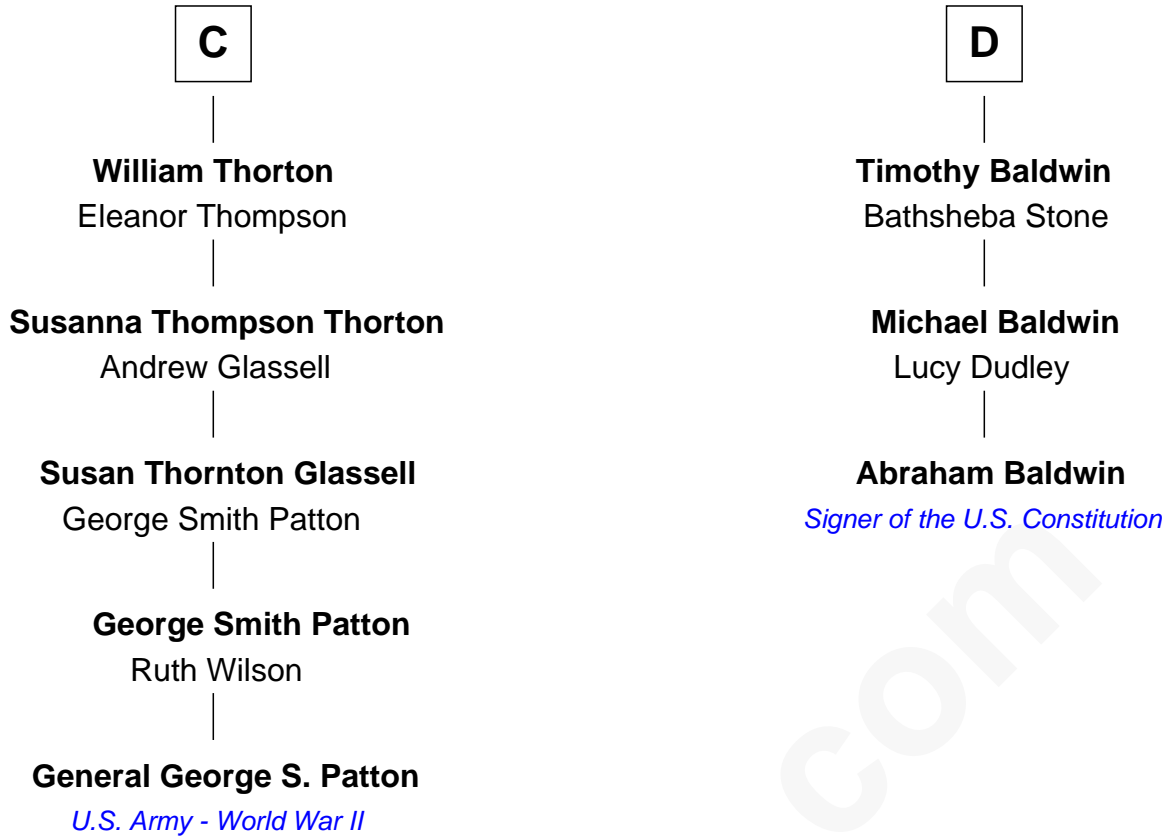 C
William Thorton
Eleanor Thompson
Susanna Thompson Thorton
Andrew Glassell
Susan Thornton Glassell
George Smith Patton
George Smith Patton
Ruth Wilson
General George S. Patton
U.S. Army - World War II
D
Timothy Baldwin
Bathsheba Stone
Michael Baldwin
Lucy Dudley
Abraham Baldwin
Signer of the U.S. Constitution
com